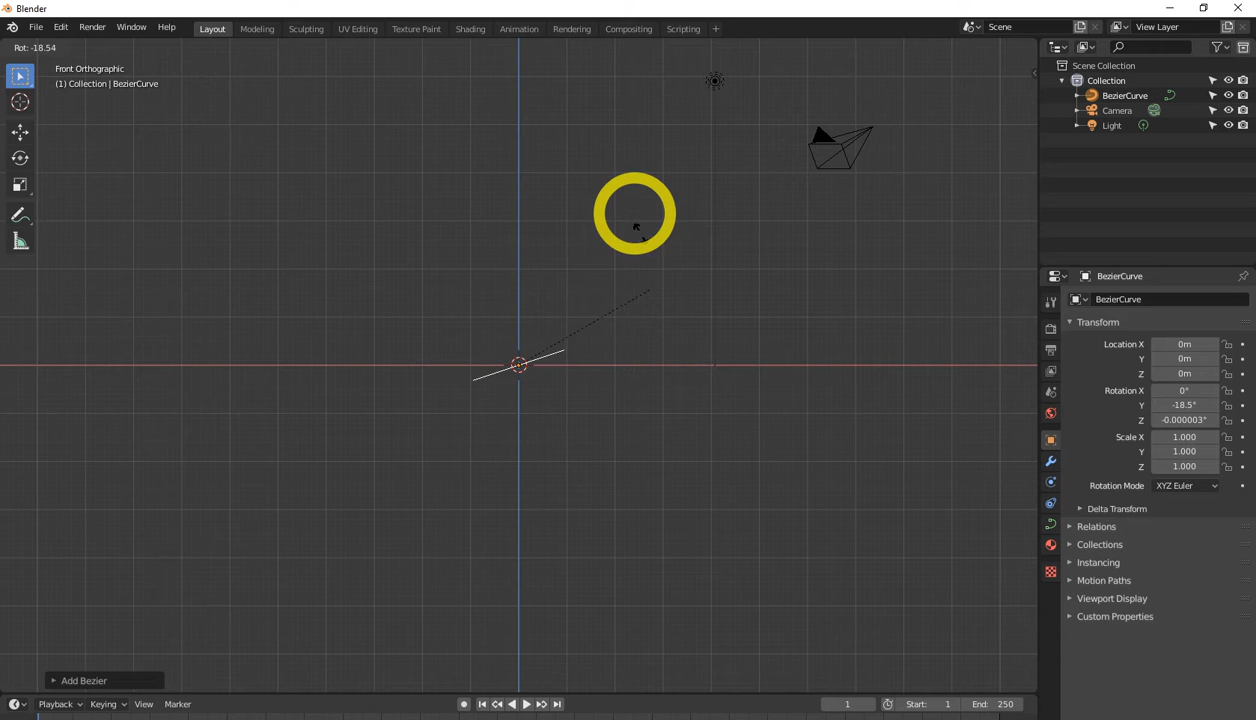 Blender
File Edit Render Window Help
Layout Modeling Sculpting UV Editing Texture Paint Shading Animation Rendering Compositing Scripting +
Scene
View Layer
Rot: -18.54
Front Orthographic
(1) Collection | BezierCurve
Scene Collection
Collection
BezierCurve
Camera
Light
BezierCurve
BezierCurve
Transform
Location X 0m
Y 0m
Z 0m
Rotation X 0°
Y -18.5°
Z -0.000003°
Scale X 1.000
Y 1.000
Z 1.000
Rotation Mode XYZ Euler
Delta Transform
Relations
Collections
Instancing
Motion Paths
Viewport Display
Custom Properties
Add Bezier
Playback Keying View Marker
1 Start: 1 End: 250